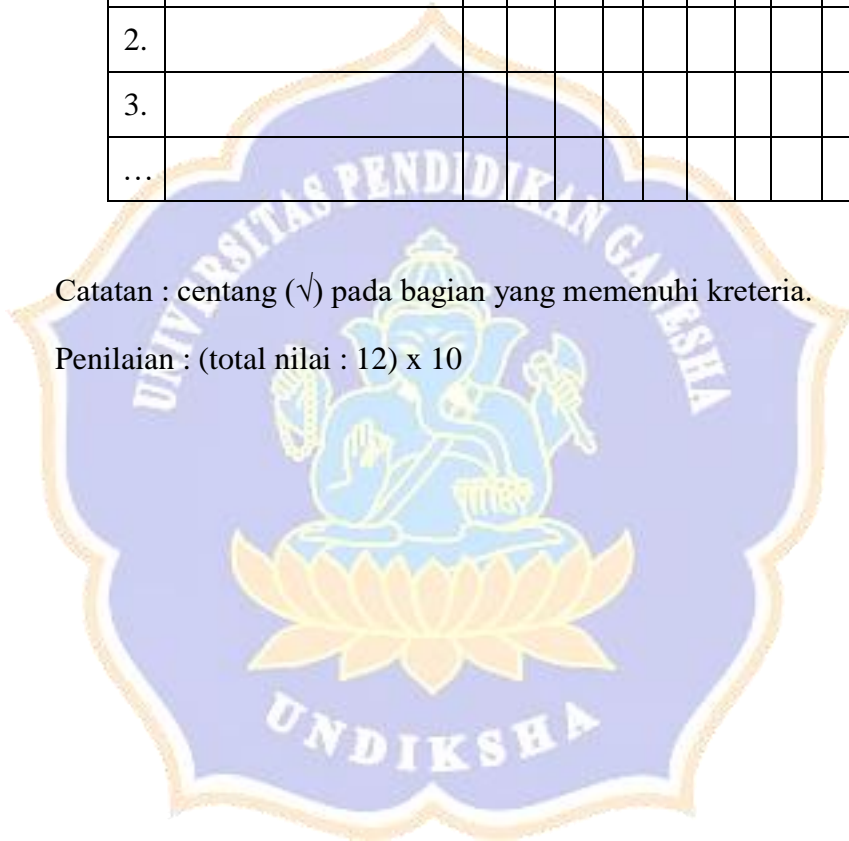 2.
3.
…
UNIVERSITAS PENDIDIKAN GANESHA
Catatan : centang (√) pada bagian yang memenuhi kreteria.
Penilaian : (total nilai : 12) x 10
UNDIKSHA